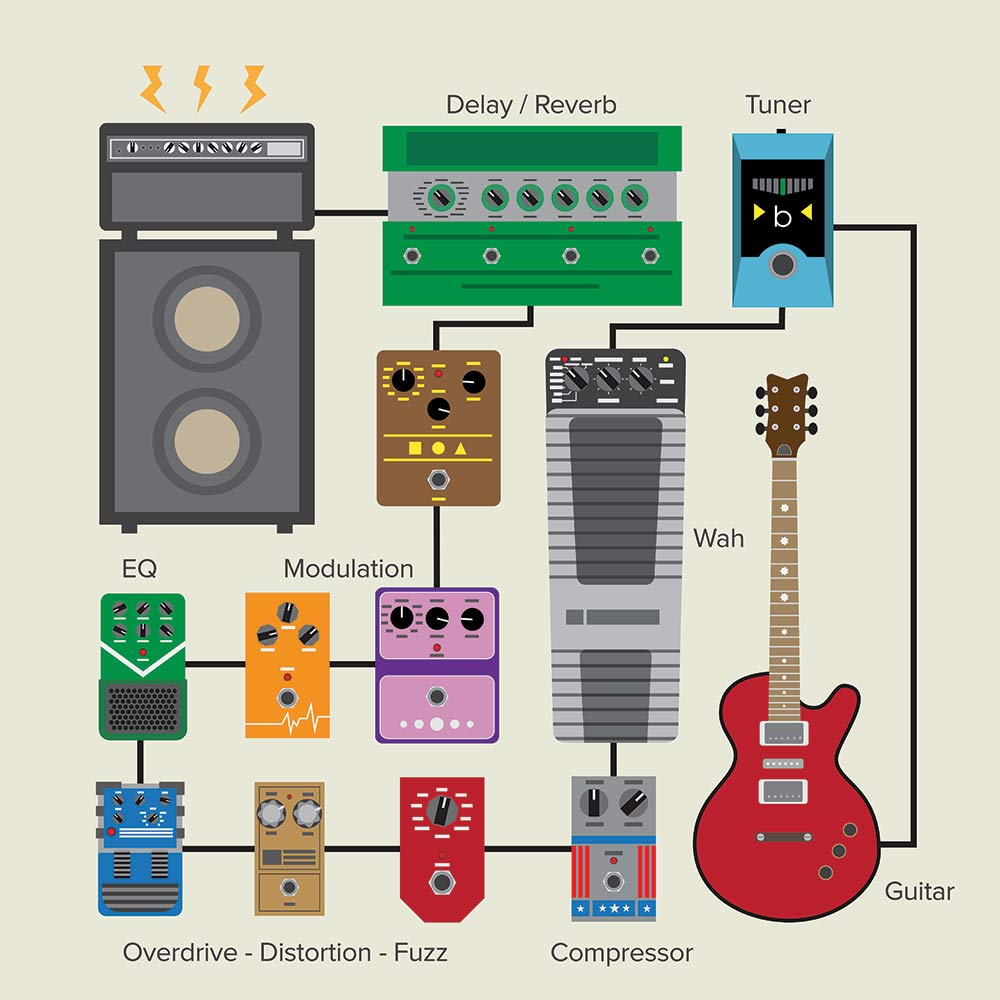 Delay / Reverb
Tuner
b
Wah
EQ
Modulation
Guitar
Overdrive - Distortion - Fuzz
Compressor